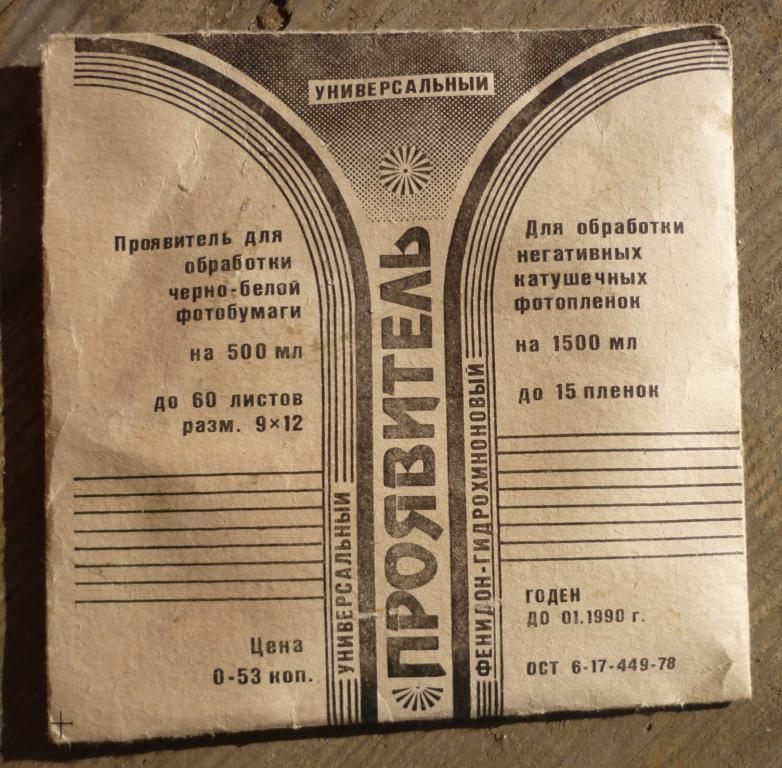 УНИВЕРСАЛЬНЫЙ
Проявитель для
обработки
черно-белой
фотобумаги
на 500 мл
до 60 листов
разм. 9×12
Цена
0-53 коп.
УНИВЕРСАЛЬНЫЙ
ПРОЯВИТЕЛЬ
ФЕНИДОН-ГИДРОХИНОНОВЫЙ
Для обработки
негативных
катушечных
фотопленок
на 1500 мл
до 15 пленок
ГОДЕН
ДО 01.1990 г.
ОСТ 6-17-449-78